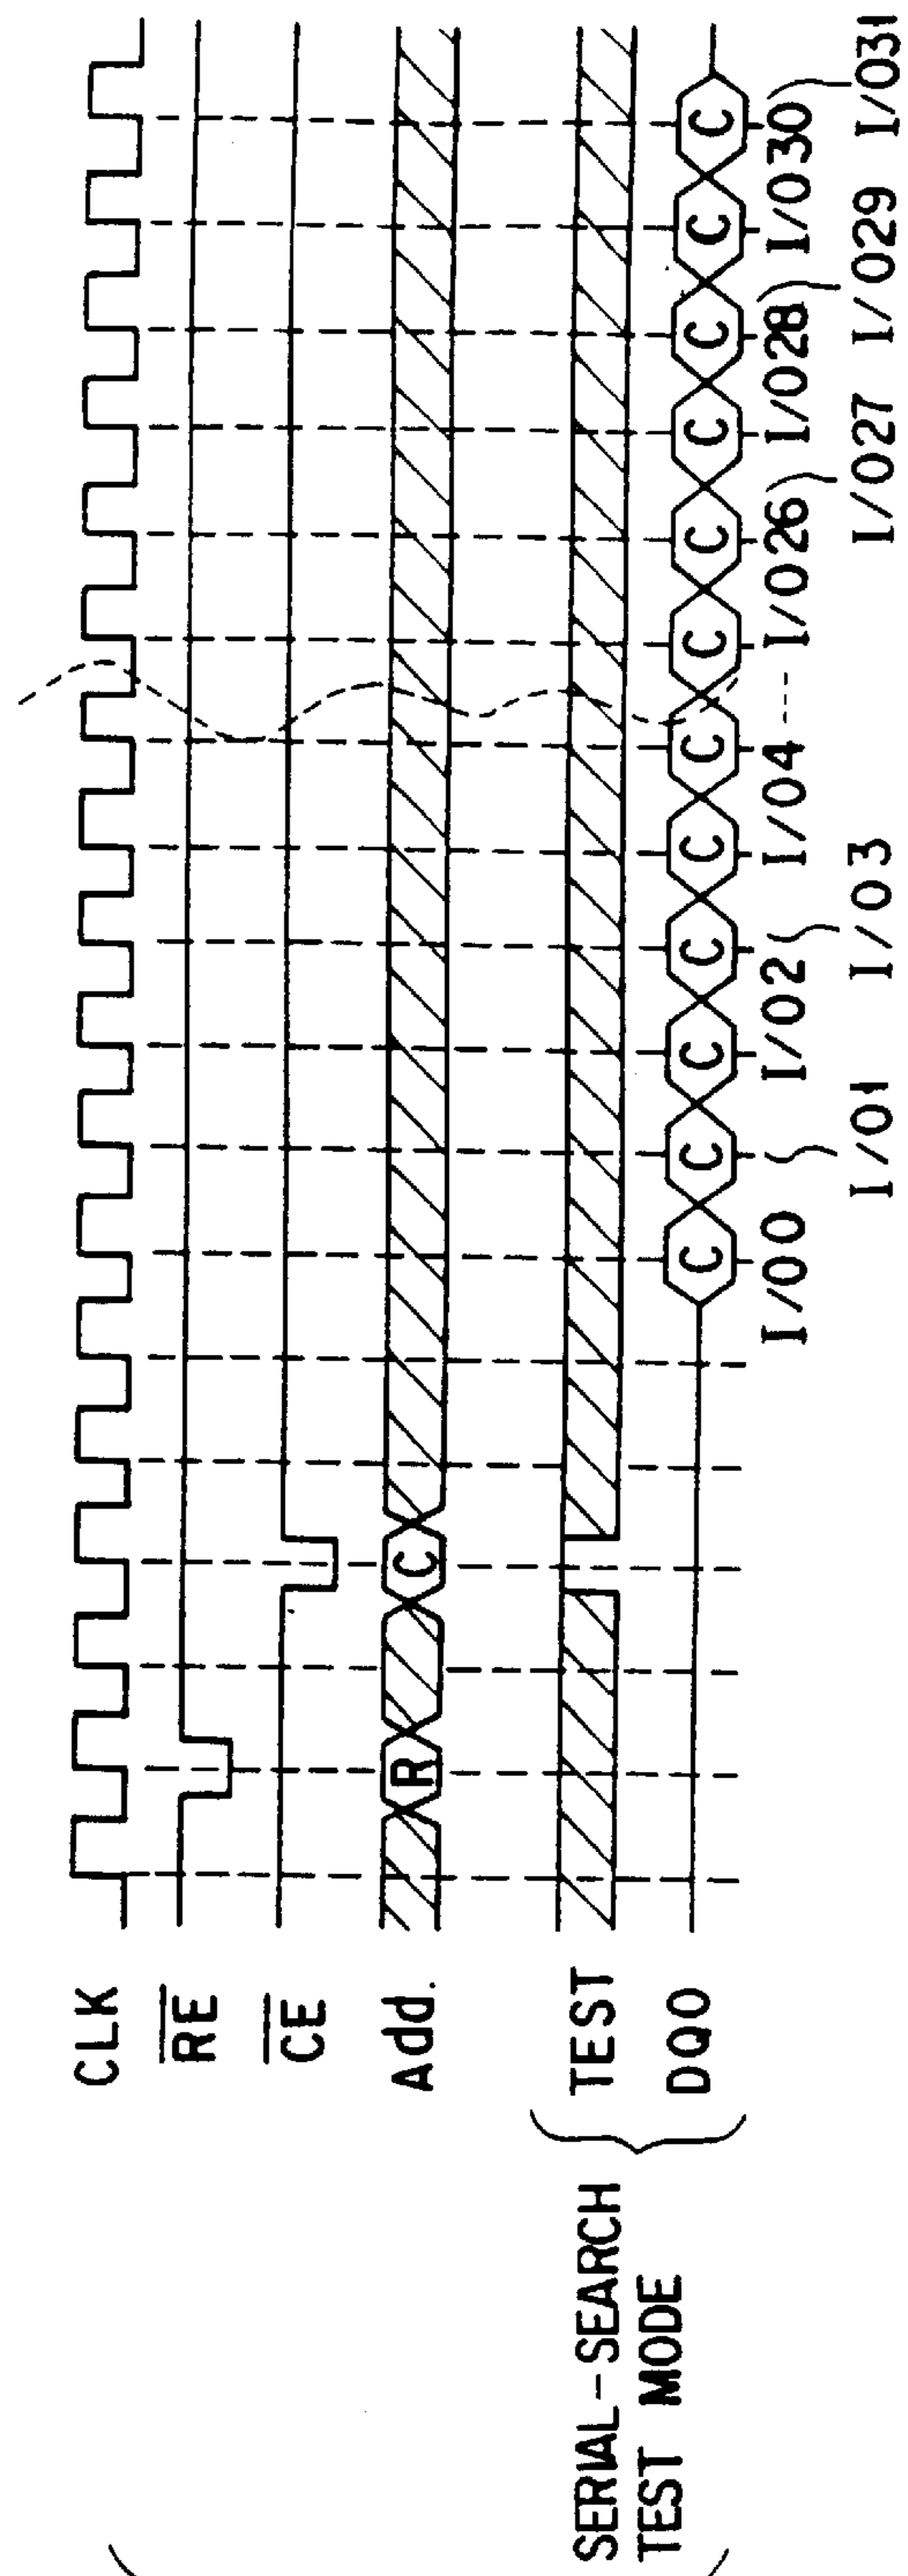 CLK
RE
CE
Add.
R
C
SERIAL-SEARCH
TEST MODE
TEST
DQ0
C C C C C C C C C C C C
I/00 I/02 I/04 --- I/026 I/028 I/030
I/01 I/03 I/027 I/029 I/031